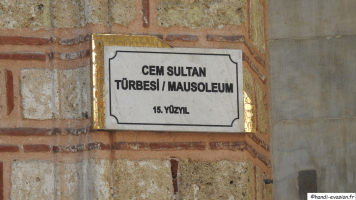 CEM SULTAN
TÜRBESİ / MAUSOLEUM
15. YÜZYIL
©handi-evasion.fr